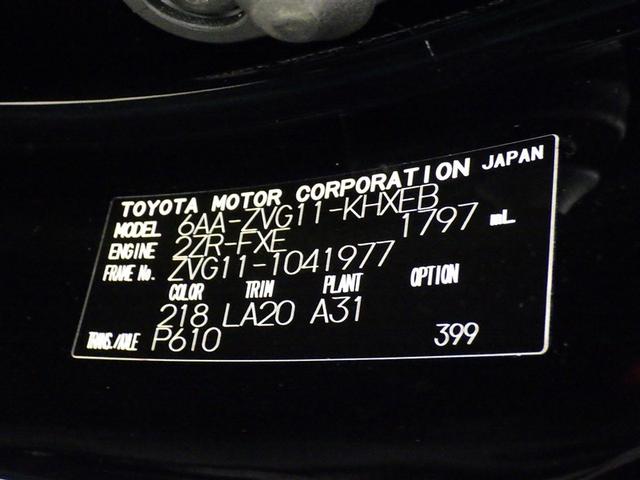 TOYOTA MOTOR CORPORATION JAPAN
MODEL 6AA-ZVG11-KHXEB
ENGINE 2ZR-FXE 1797 mL
FRAME No. ZVG11-1041977
COLOR TRIM PLANT OPTION
218 LA20 A31
TRANS./AXLE P610 399